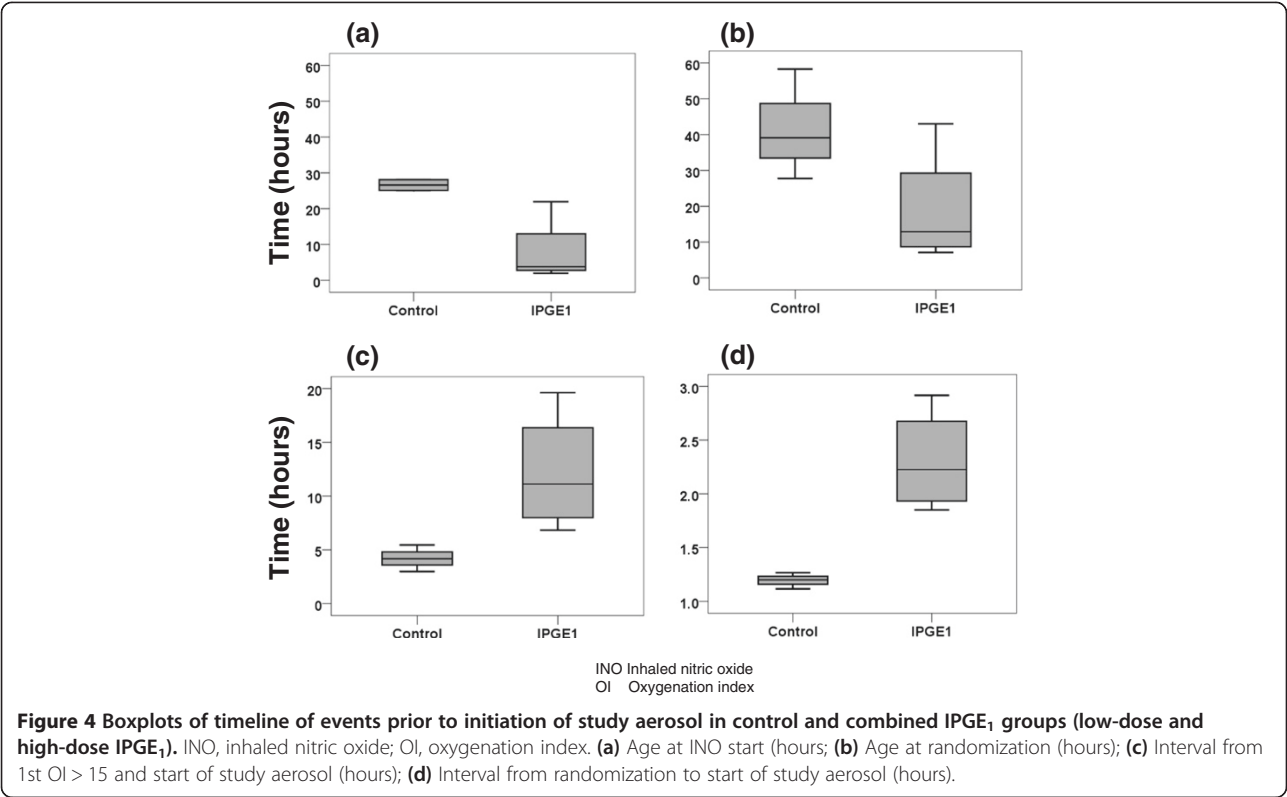 (a)
Time (hours)
60
50
40
30
20
10
0
Control IPGE1
(b)
60
50
40
30
20
10
0
Control IPGE1
(c)
Time (hours)
20
15
10
5
0
Control IPGE1
(d)
3.0
2.5
2.0
1.5
1.0
Control IPGE1
INO Inhaled nitric oxide
OI Oxygenation index
Figure 4 Boxplots of timeline of events prior to initiation of study aerosol in control and combined IPGE₁ groups (low-dose and
high-dose IPGE₁). INO, inhaled nitric oxide; OI, oxygenation index. (a) Age at INO start (hours; (b) Age at randomization (hours); (c) Interval from
1st OI > 15 and start of study aerosol (hours); (d) Interval from randomization to start of study aerosol (hours).